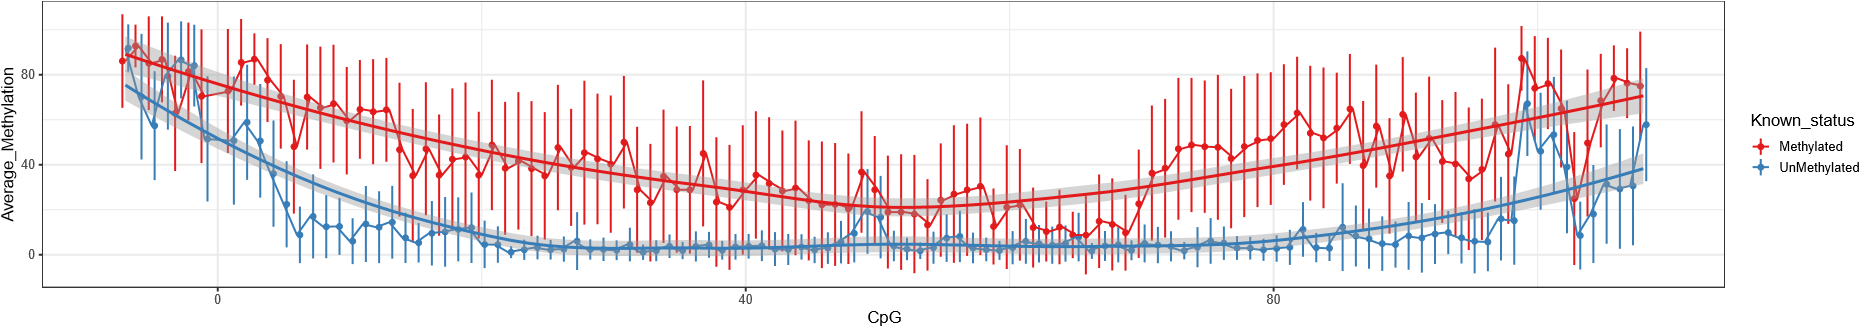 Average_Methylation
80
40
0
0
40
80
CpG
Known_status
Methylated
UnMethylated